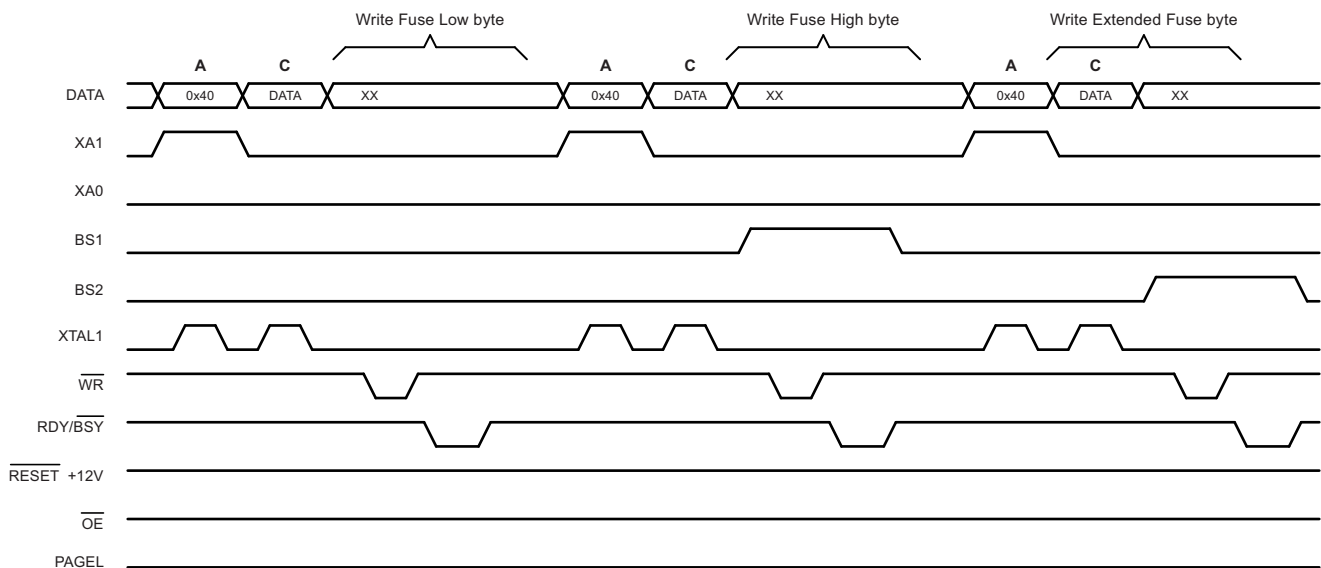 Write Fuse Low byte Write Fuse High byte Write Extended Fuse byte
A C A C A C
DATA 0x40 DATA XX 0x40 DATA XX 0x40 DATA XX
XA1
XA0
BS1
BS2
XTAL1
WR
RDY/BSY
RESET +12V
OE
PAGEL